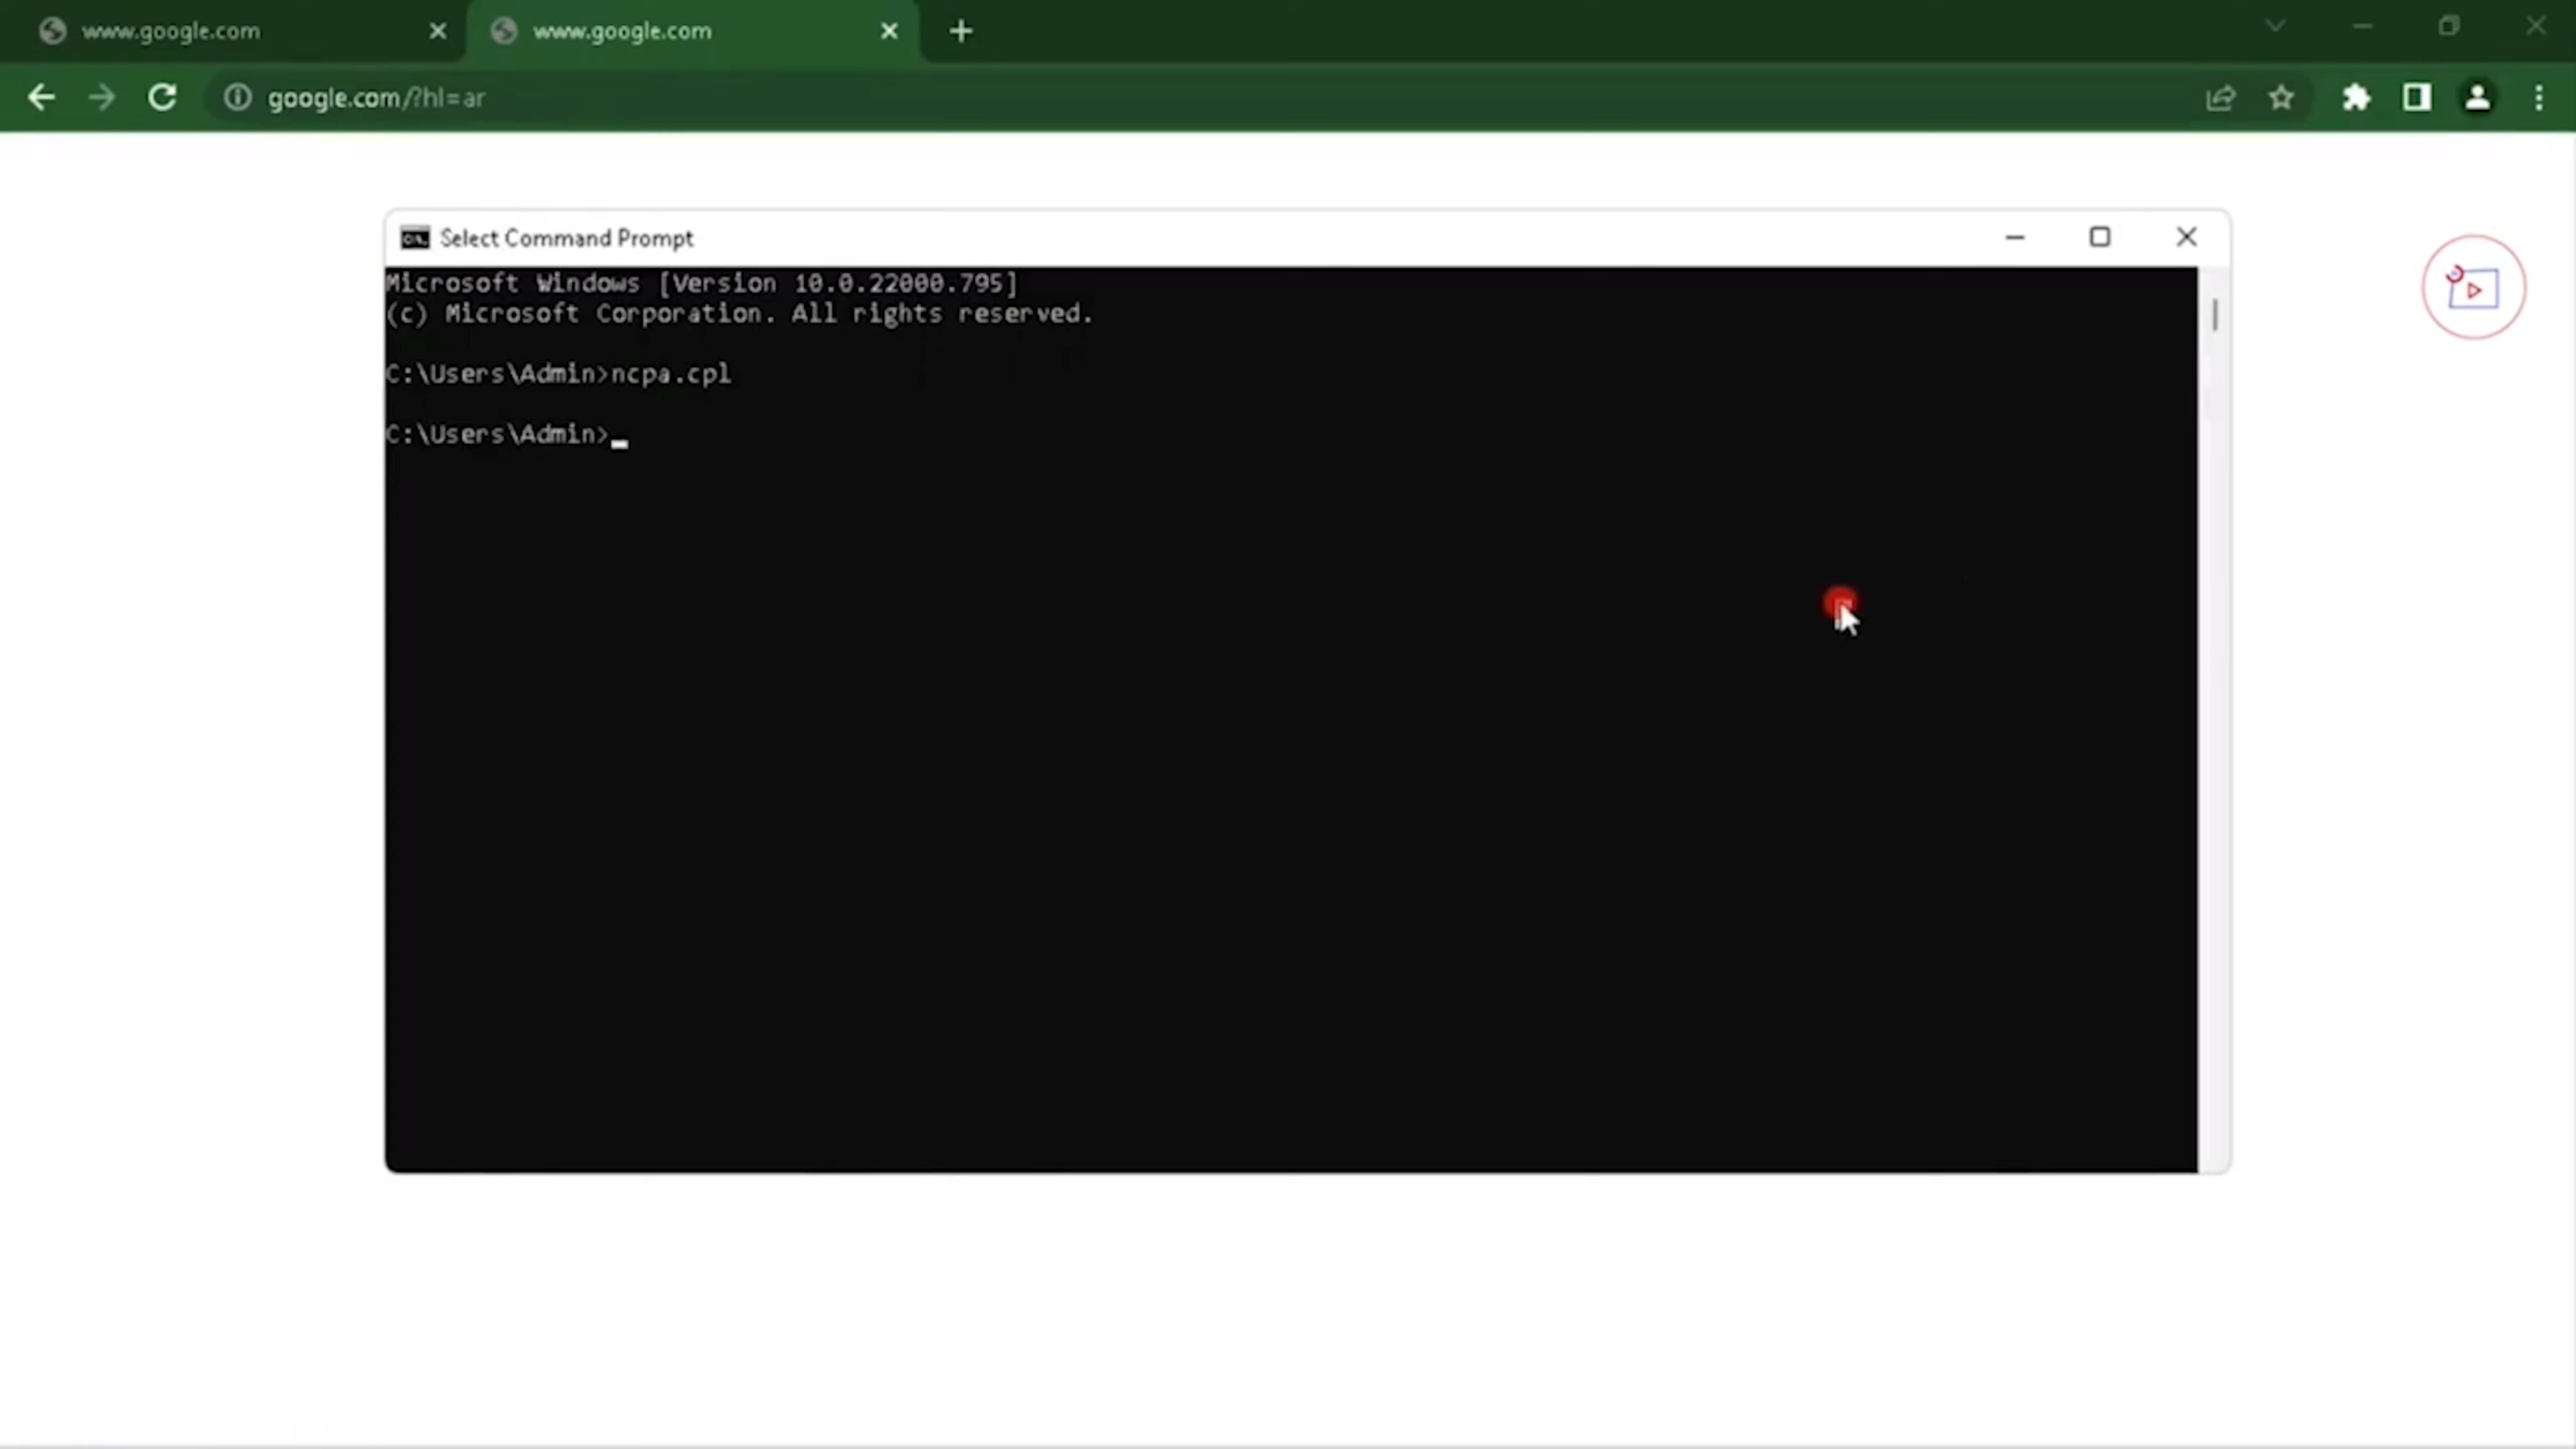 www.google.com
www.google.com
google.com/?hl=ar
Select Command Prompt
Microsoft Windows [Version 10.0.22000.795]
(c) Microsoft Corporation. All rights reserved.
C:\Users\Admin>ncpa.cpl
C:\Users\Admin>